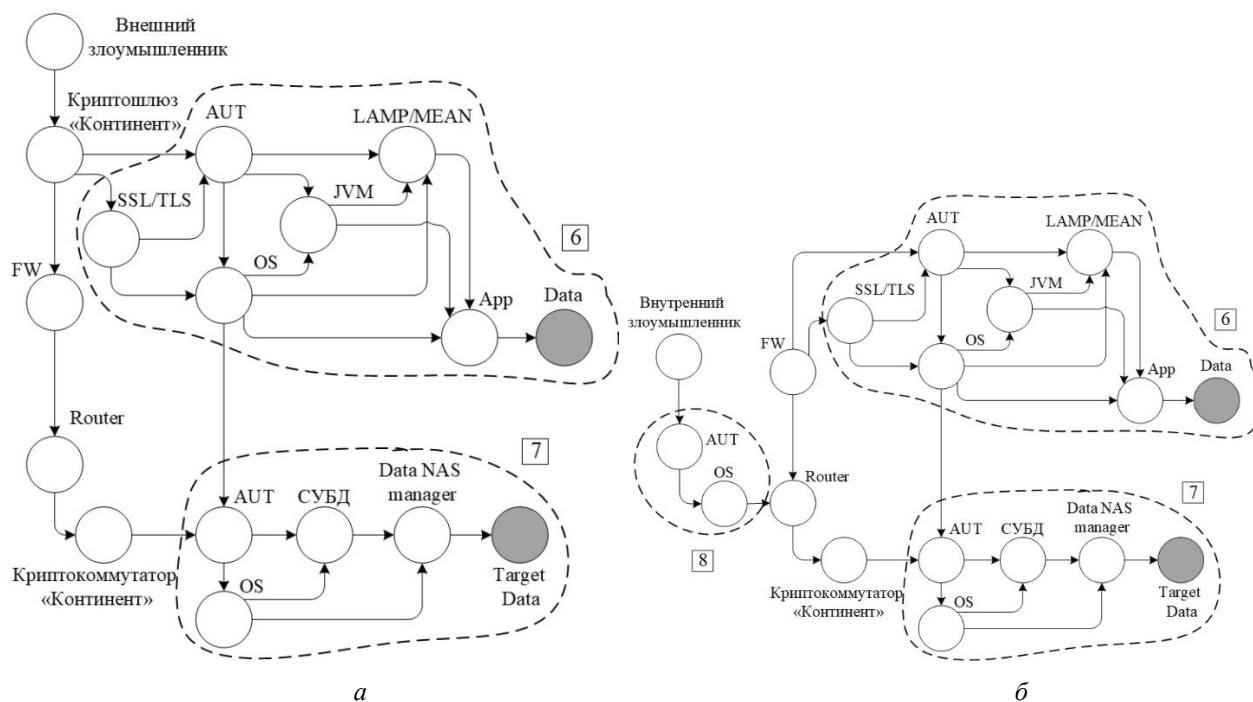 Внешний
злоумышленник
Криптошлюз
«Континент»
AUT
LAMP/MEAN
SSL/TLS
JVM
6
FW
OS
App
Data
Router
7
AUT
СУБД
Data NAS
manager
OS
Криптокоммутатор
«Континент»
Target
Data
а
AUT
LAMP/MEAN
SSL/TLS
JVM
6
Внутренний
злоумышленник
FW
OS
App
Data
AUT
OS
Router
7
8
AUT
СУБД
Data NAS
manager
OS
Криптокоммутатор
«Континент»
Target
Data
б